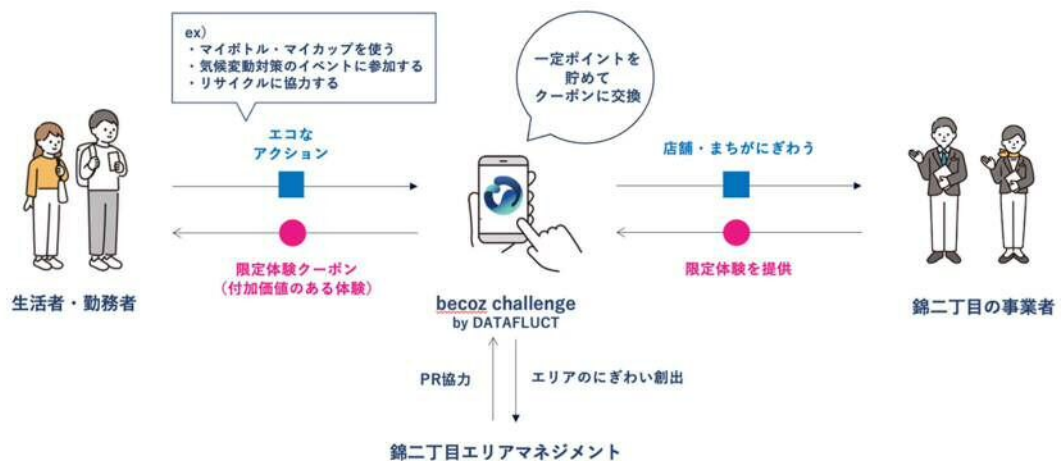 ex）
・マイボトル・マイカップを使う
・気候変動対策のイベントに参加する
・リサイクルに協力する
一定ポイントを
貯めて
クーポンに交換
エコな
アクション
店舗・まちがにぎわう
限定体験クーポン
（付加価値のある体験）
限定体験を提供
生活者・勤務者
becoz challenge
by DATAFLUCT
錦二丁目の事業者
PR協力
エリアのにぎわい創出
錦二丁目エリアマネジメント